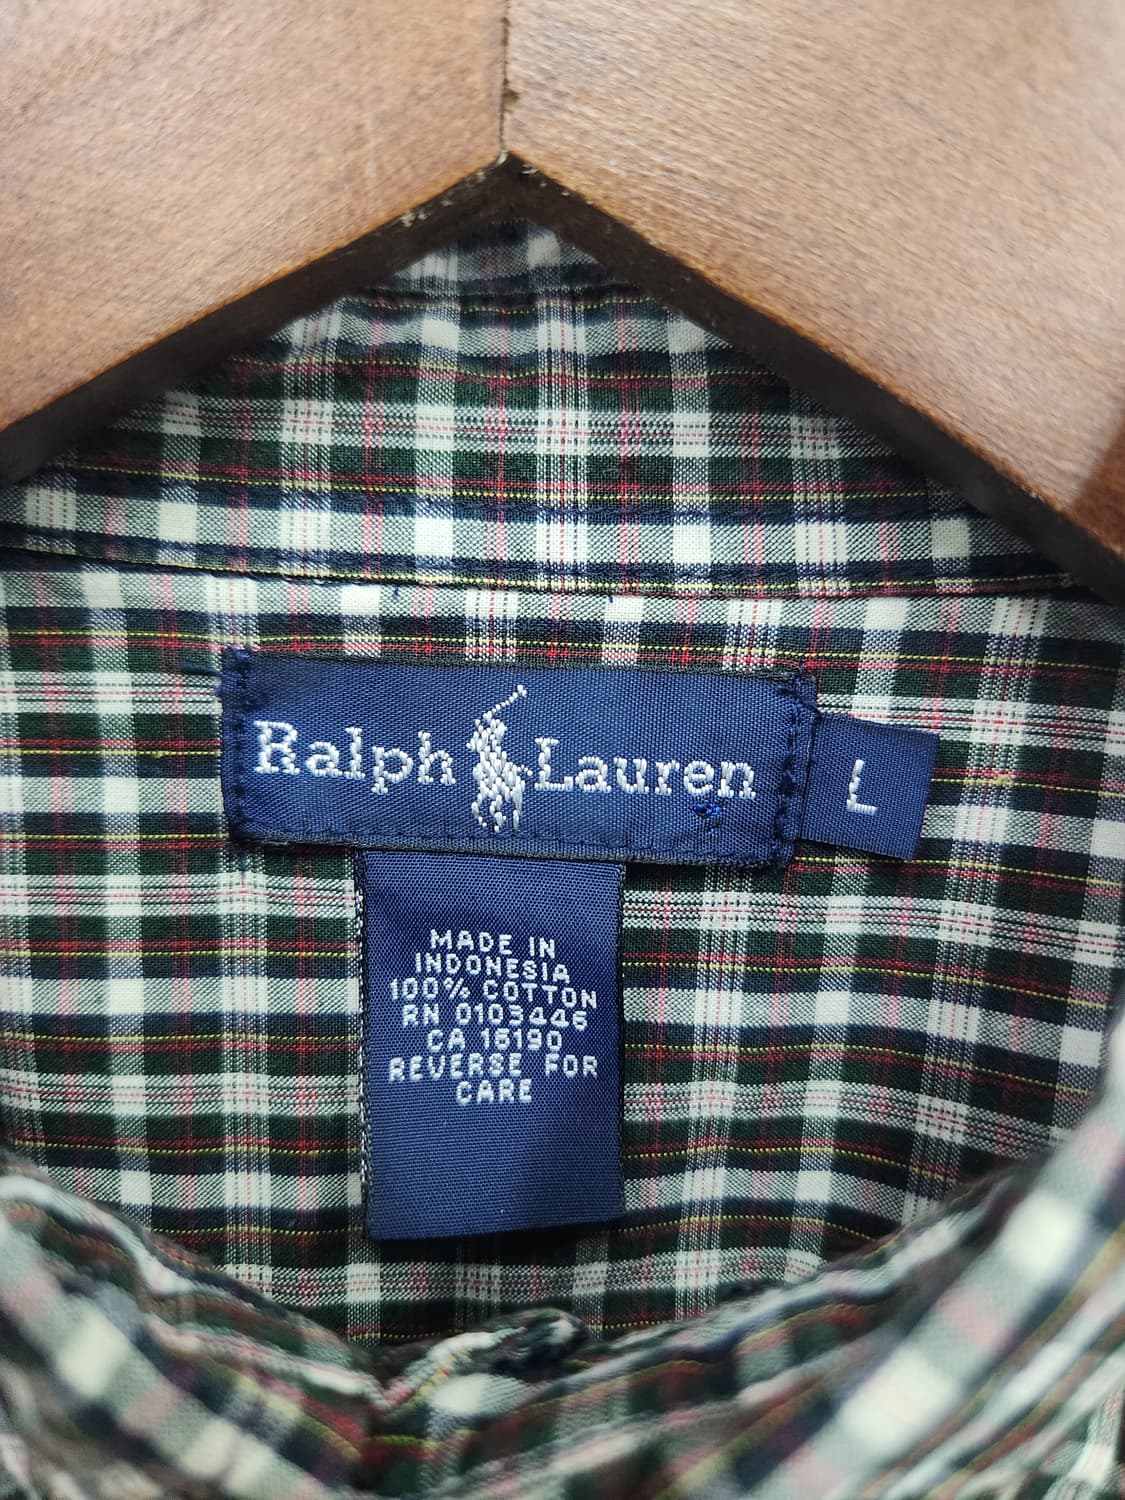 Ralph Lauren
L
MADE IN
INDONESIA
100% COTTON
RN 0103446
CA 16190
REVERSE FOR
CARE